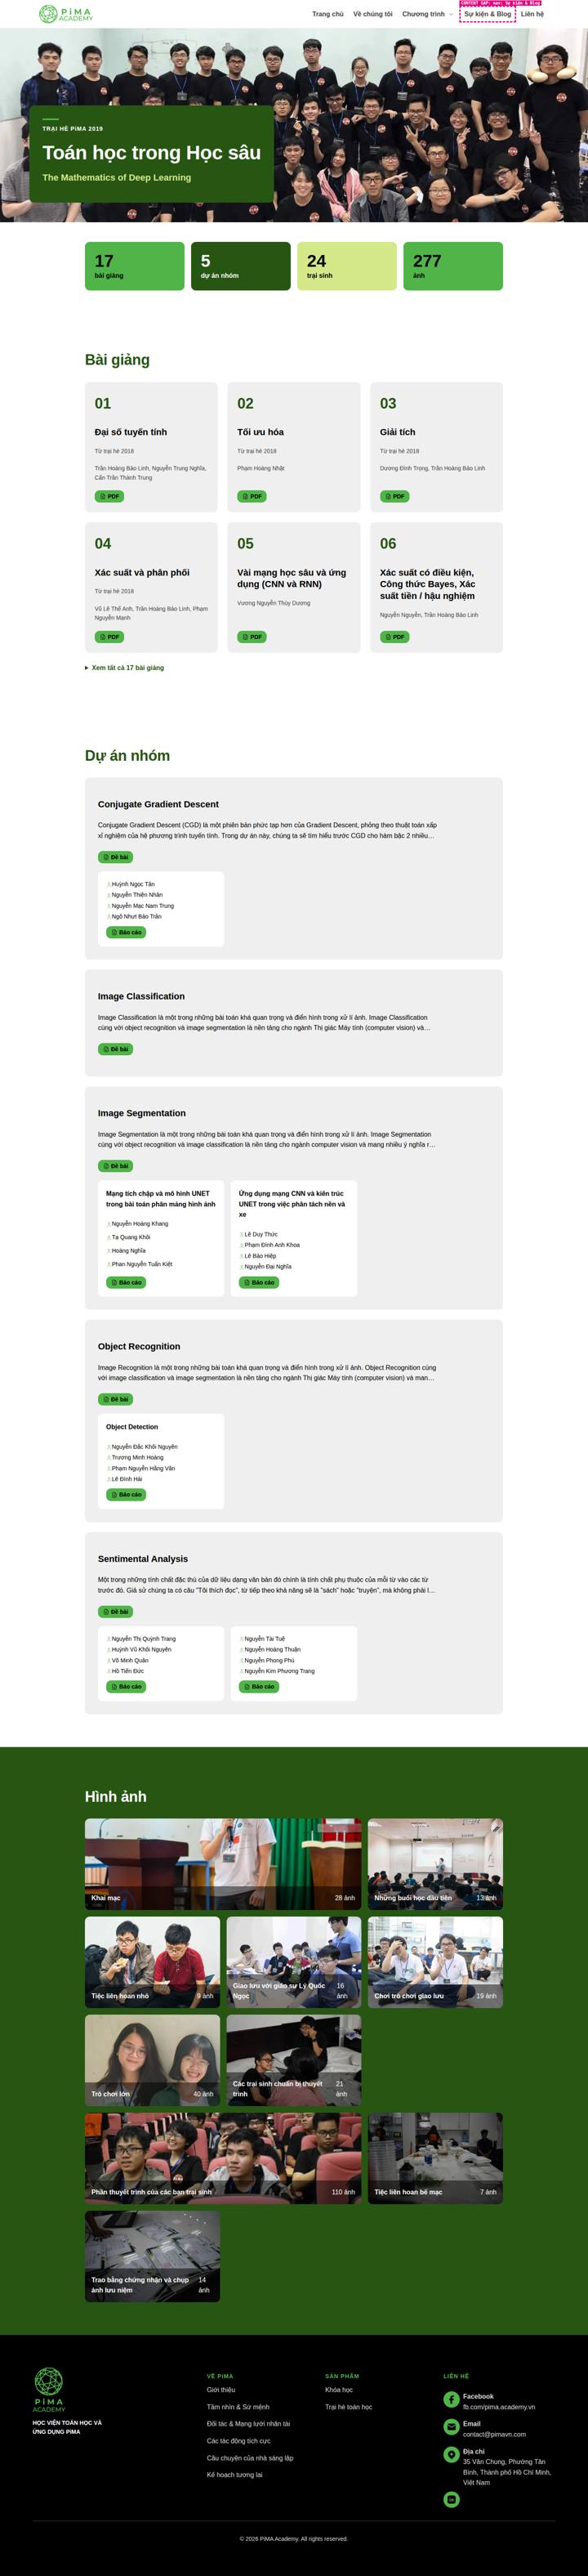 PiMA
ACADEMY
Trang chủ
Về chúng tôi
Chương trình
CONTENT GAP: nav: Sự kiện & Blog
Sự kiện & Blog
Liên hệ
TRẠI HÈ PiMA 2019
Toán học trong Học sâu
The Mathematics of Deep Learning
17
bài giảng
5
dự án nhóm
24
trại sinh
277
ảnh
Bài giảng
01
Đại số tuyến tính
Từ trại hè 2018
Trần Hoàng Bảo Linh, Nguyễn Trung Nghĩa,
Cấn Trần Thành Trung
PDF
02
Tối ưu hóa
Từ trại hè 2018
Phạm Hoàng Nhật
PDF
03
Giải tích
Từ trại hè 2018
Dương Đình Trọng, Trần Hoàng Bảo Linh
PDF
04
Xác suất và phân phối
Từ trại hè 2018
Vũ Lê Thế Anh, Trần Hoàng Bảo Linh, Phạm
Nguyễn Mạnh
PDF
05
Vài mạng học sâu và ứng
dụng (CNN và RNN)
Vương Nguyễn Thùy Dương
PDF
06
Xác suất có điều kiện,
Công thức Bayes, Xác
suất tiền / hậu nghiệm
Nguyễn Nguyễn, Trần Hoàng Bảo Linh
PDF
Xem tất cả 17 bài giảng
Dự án nhóm
Conjugate Gradient Descent
Conjugate Gradient Descent (CGD) là một phiên bản phức tạp hơn của Gradient Descent, phỏng theo thuật toán xấp
xỉ nghiệm của hệ phương trình tuyến tính. Trong dự án này, chúng ta sẽ tìm hiểu trước CGD cho hàm bậc 2 nhiều…
Đề bài
Huỳnh Ngọc Tân
Nguyễn Thiện Nhân
Nguyễn Mạc Nam Trung
Ngô Nhựt Bảo Trân
Báo cáo
Image Classification
Image Classification là một trong những bài toán khá quan trọng và điển hình trong xử lí ảnh. Image Classification
cùng với object recognition và image segmentation là nền tảng cho ngành Thị giác Máy tính (computer vision) và…
Đề bài
Image Segmentation
Image Segmentation là một trong những bài toán khá quan trọng và điển hình trong xử lí ảnh. Image Segmentation
cùng với object recognition và image classification là nền tảng cho ngành computer vision và mang nhiều ý nghĩa r…
Đề bài
Mạng tích chập và mô hình UNET
trong bài toán phân mảng hình ảnh
Nguyễn Hoàng Khang
Tạ Quang Khôi
Hoàng Nghĩa
Phan Nguyễn Tuấn Kiệt
Báo cáo
Ứng dụng mạng CNN và kiến trúc
UNET trong việc phân tách nền và
xe
Lê Duy Thức
Phạm Đình Anh Khoa
Lê Bảo Hiệp
Nguyễn Đại Nghĩa
Báo cáo
Object Recognition
Image Recognition là một trong những bài toán khá quan trọng và điển hình trong xử lí ảnh. Object Recognition cùng
với image classification và image segmentation là nền tảng cho ngành Thị giác Máy tính (computer vision) và man…
Đề bài
Object Detection
Nguyễn Đắc Khôi Nguyên
Trương Minh Hoàng
Phạm Nguyễn Hằng Vân
Lê Đình Hải
Báo cáo
Sentimental Analysis
Một trong những tính chất đặc thù của dữ liệu dạng văn bản đó chính là tính chất phụ thuộc của mỗi từ vào các từ
trước đó. Giả sử chúng ta có câu "Tôi thích đọc", từ tiếp theo khả năng sẽ là "sách" hoặc "truyện", mà không phải l…
Đề bài
Nguyễn Thị Quỳnh Trang
Huỳnh Vũ Khôi Nguyên
Võ Minh Quân
Hồ Tiến Đức
Báo cáo
Nguyễn Tài Tuệ
Nguyễn Hoàng Thuận
Nguyễn Phong Phú
Nguyễn Kim Phương Trang
Báo cáo
Hình ảnh
Khai mạc
28 ảnh
Những buổi học đầu tiên
13 ảnh
Tiệc liên hoan nhỏ
9 ảnh
Giao lưu với giáo sư Lý Quốc
Ngọc
16
ảnh
Chơi trò chơi giao lưu
19 ảnh
Trò chơi lớn
40 ảnh
Các trại sinh chuẩn bị thuyết
trình
21
ảnh
Phần thuyết trình của các bạn trại sinh
110 ảnh
Tiệc liên hoan bế mạc
7 ảnh
Trao bằng chứng nhận và chụp
ảnh lưu niệm
14
ảnh
PiMA
ACADEMY
HỌC VIỆN TOÁN HỌC VÀ
ỨNG DỤNG PIMA
VỀ PiMA
Giới thiệu
Tầm nhìn & Sứ mệnh
Đối tác & Mạng lưới nhân tài
Các tác động tích cực
Câu chuyện của nhà sáng lập
Kế hoạch tương lai
SẢN PHẨM
Khóa học
Trại hè toán học
LIÊN HỆ
Facebook
fb.com/pima.academy.vn
Email
contact@pimavn.com
Địa chỉ
35 Văn Chung, Phường Tân
Bình, Thành phố Hồ Chí Minh,
Việt Nam
© 2026 PiMA Academy. All rights reserved.